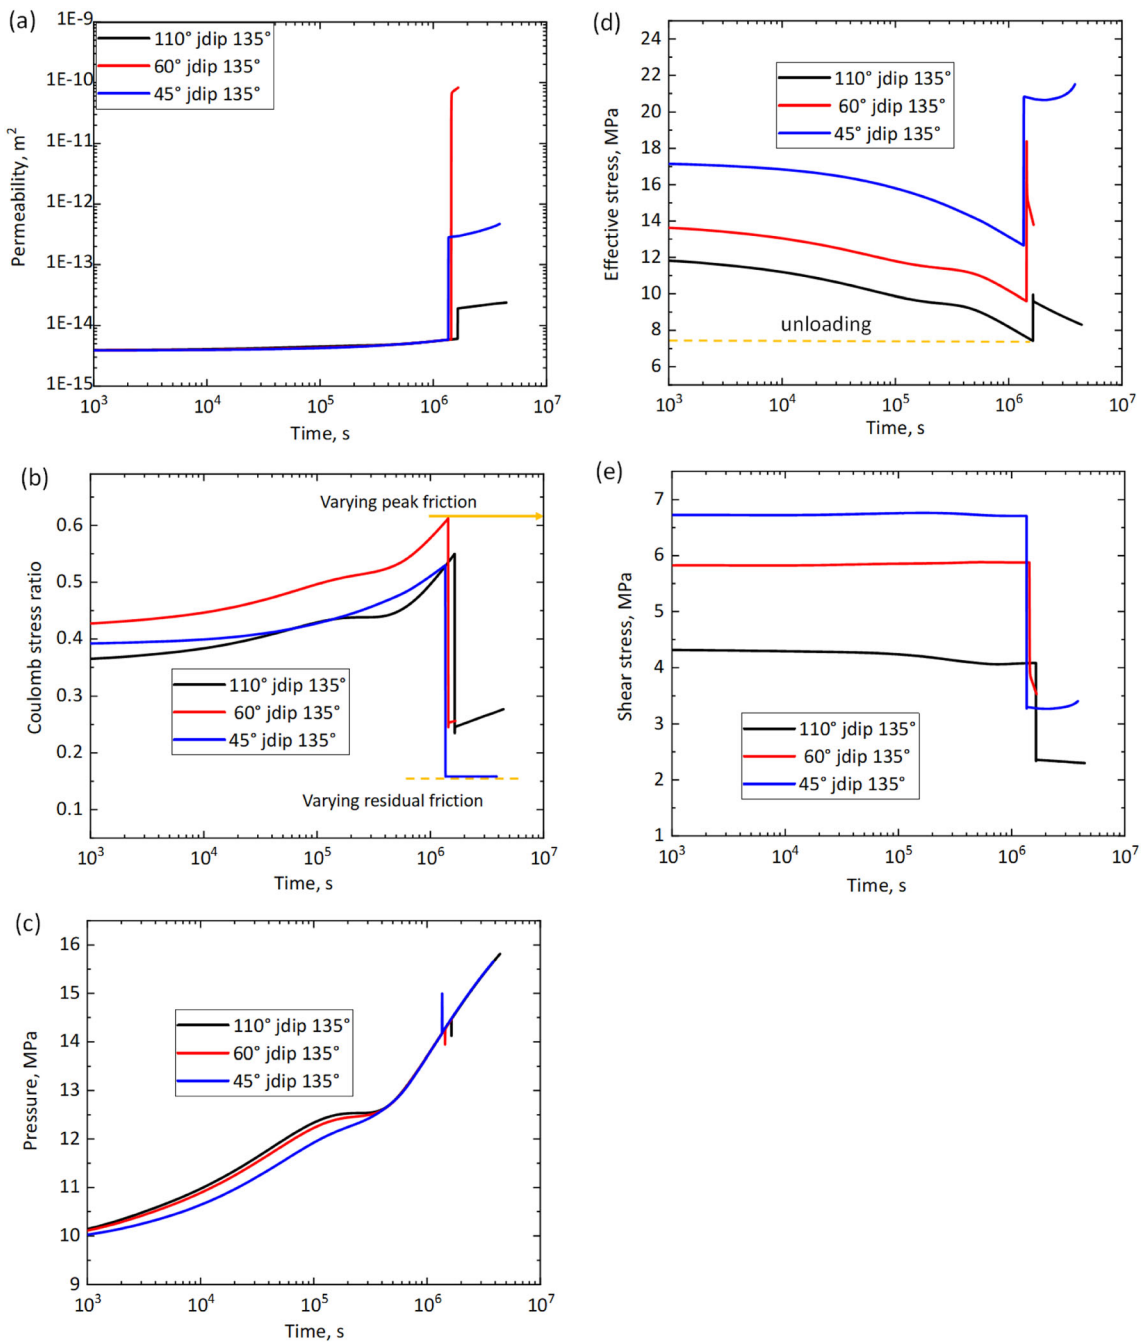 (a)
1E-9
1E-10
1E-11
1E-12
1E-13
1E-14
1E-15
Permeability, m²
110° jdip 135°
60° jdip 135°
45° jdip 135°
10³ 10⁴ 10⁵ 10⁶ 10⁷
Time, s
(d)
24
22
20
18
16
14
12
10
8
6
Effective stress, MPa
110° jdip 135°
60° jdip 135°
45° jdip 135°
unloading
10³ 10⁴ 10⁵ 10⁶ 10⁷
Time, s
(b)
0.6
0.5
0.4
0.3
0.2
0.1
Coulomb stress ratio
Varying peak friction
110° jdip 135°
60° jdip 135°
45° jdip 135°
Varying residual friction
10³ 10⁴ 10⁵ 10⁶ 10⁷
Time, s
(e)
7
6
5
4
3
2
1
Shear stress, MPa
110° jdip 135°
60° jdip 135°
45° jdip 135°
10³ 10⁴ 10⁵ 10⁶ 10⁷
Time, s
(c)
16
15
14
13
12
11
10
9
Pressure, MPa
110° jdip 135°
60° jdip 135°
45° jdip 135°
10³ 10⁴ 10⁵ 10⁶ 10⁷
Time, s